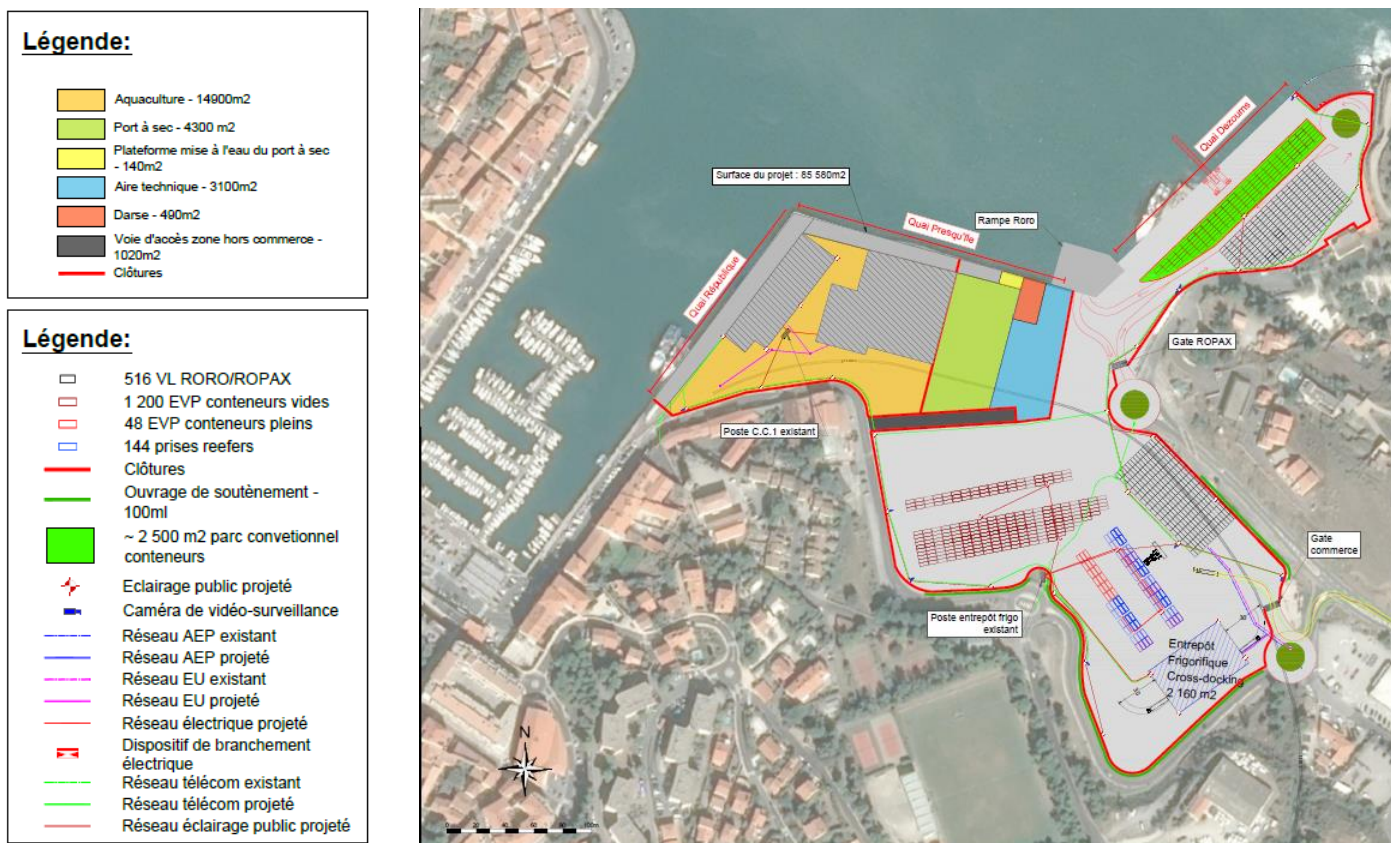 Légende:
Aquaculture - 14900m2
Port à sec - 4300 m2
Plateforme mise à l'eau du port à sec
- 140m2
Aire technique - 3100m2
Darse - 490m2
Voie d'accès zone hors commerce -
1020m2
Clôtures
Légende:
516 VL RORO/ROPAX
1 200 EVP conteneurs vides
48 EVP conteneurs pleins
144 prises reefers
Clôtures
Ouvrage de soutènement -
100ml
~ 2 500 m2 parc convetionnel
conteneurs
Eclairage public projeté
Caméra de vidéo-surveillance
Réseau AEP existant
Réseau AEP projeté
Réseau EU existant
Réseau EU projeté
Réseau électrique projeté
Dispositif de branchement
électrique
Réseau télécom existant
Réseau télécom projeté
Réseau éclairage public projeté
Quai Dezoums
Surface du projet : 85 580m2
Rampe Roro
Quai Presqu'île
Quai République
Gate ROPAX
Poste C.C.1 existant
Gate
commerce
Poste entrepôt frigo
existant
Entrepôt
Frigorifique
Cross-docking
2 160 m2
N
0 20 40 60 80 100m